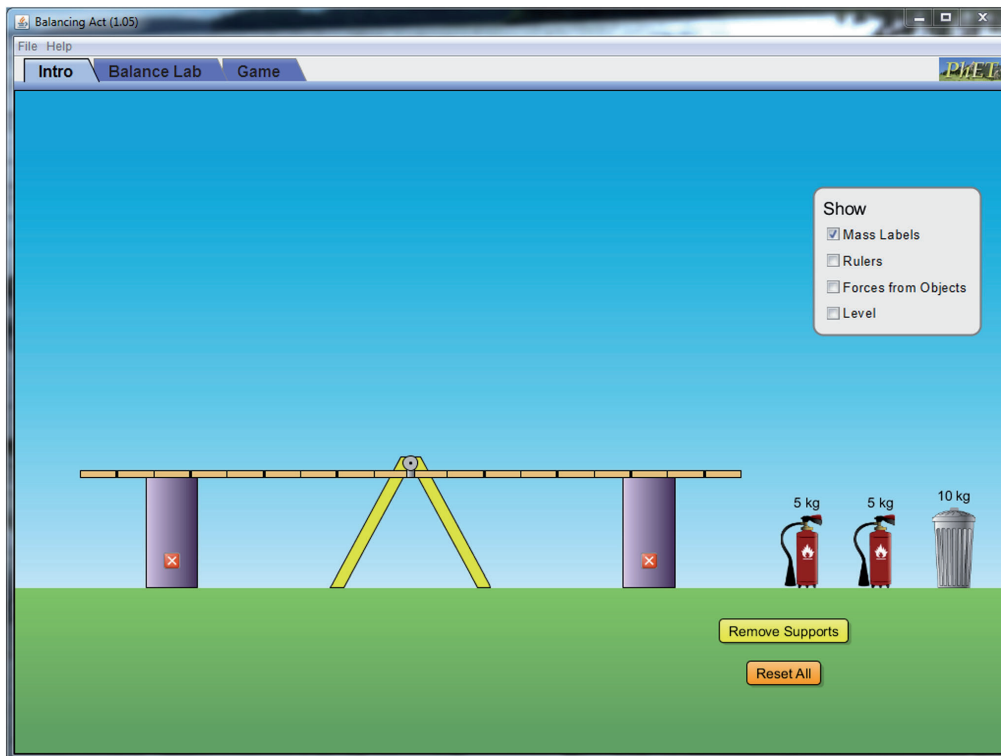 Balancing Act (1.05)
File Help
Intro Balance Lab Game
PhET
Show
Mass Labels
Rulers
Forces from Objects
Level
5 kg 5 kg 10 kg
Remove Supports
Reset All